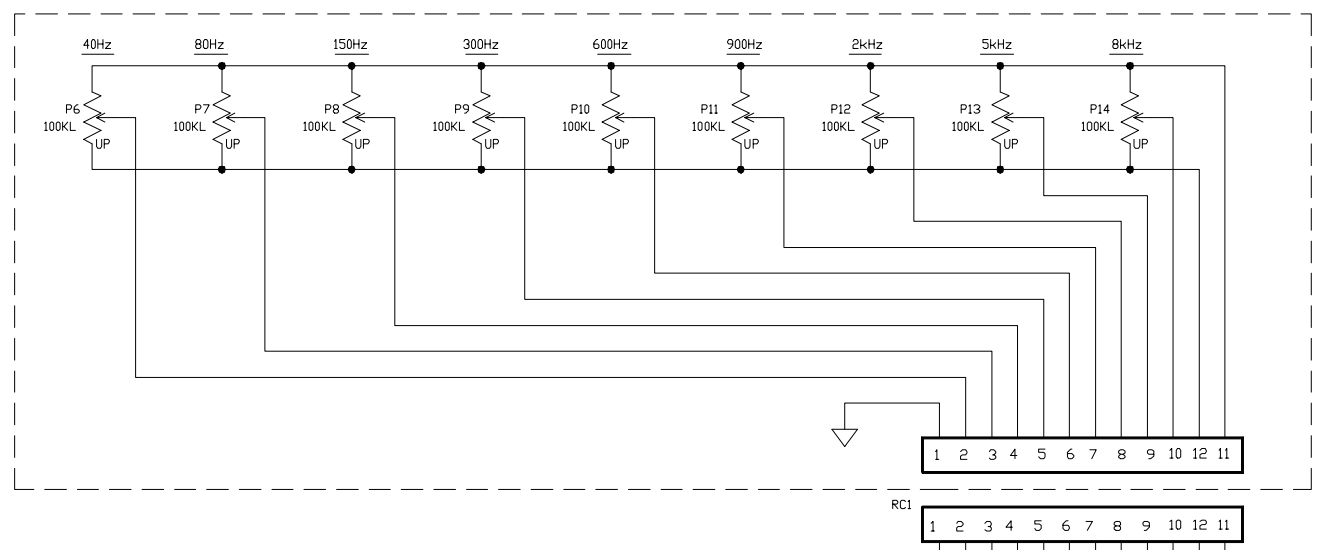 40Hz 80Hz 150Hz 300Hz 600Hz 900Hz 2kHz 5kHz 8kHz
P6 P7 P8 P9 P10 P11 P12 P13 P14
100KL 100KL 100KL 100KL 100KL 100KL 100KL 100KL 100KL
UP UP UP UP UP UP UP UP UP
1 2 3 4 5 6 7 8 9 10 12 11
RC1
1 2 3 4 5 6 7 8 9 10 12 11